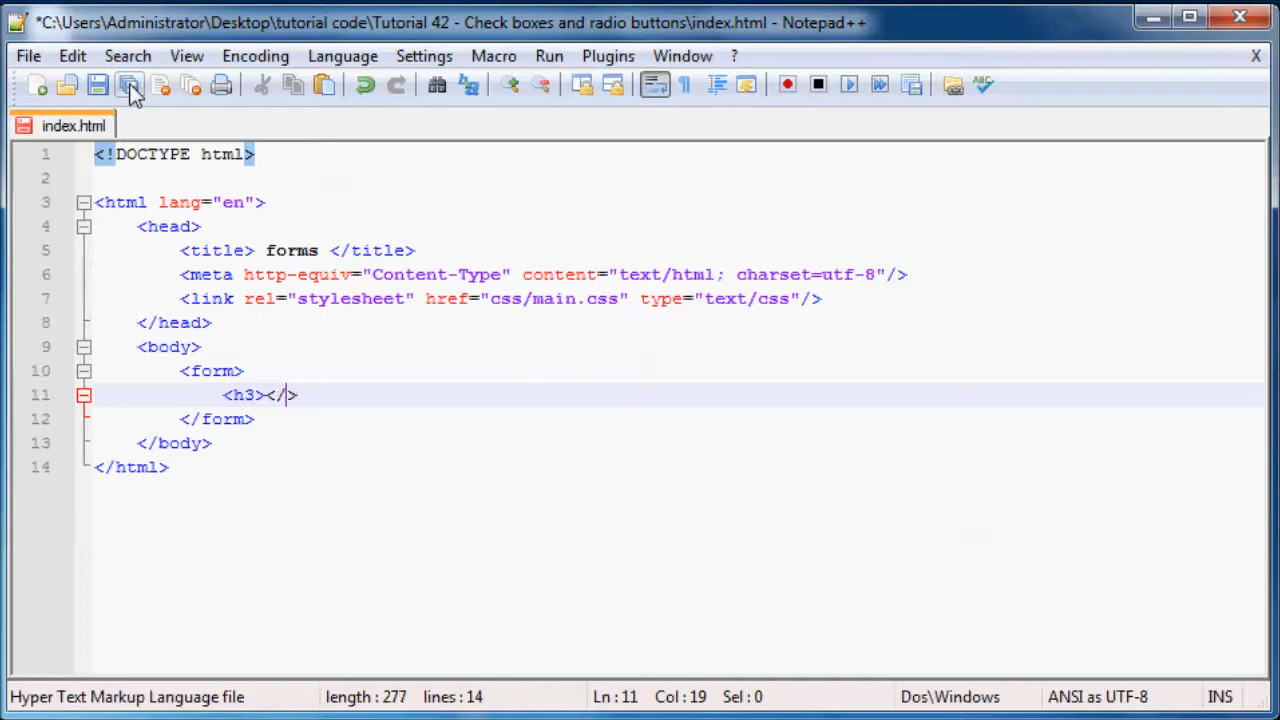 *C:\Users\Administrator\Desktop\tutorial code\Tutorial 42 - Check boxes and radio buttons\index.html - Notepad++
File Edit Search View Encoding Language Settings Macro Run Plugins Window ? X
index.html
1 <!DOCTYPE html>
2
3 <html lang="en">
4 <head>
5 <title> forms </title>
6 <meta http-equiv="Content-Type" content="text/html; charset=utf-8"/>
7 <link rel="stylesheet" href="css/main.css" type="text/css"/>
8 </head>
9 <body>
10 <form>
11 <h3></>
12 </form>
13 </body>
14 </html>
Hyper Text Markup Language file length : 277 lines : 14 Ln : 11 Col : 19 Sel : 0 Dos\Windows ANSI as UTF-8 INS